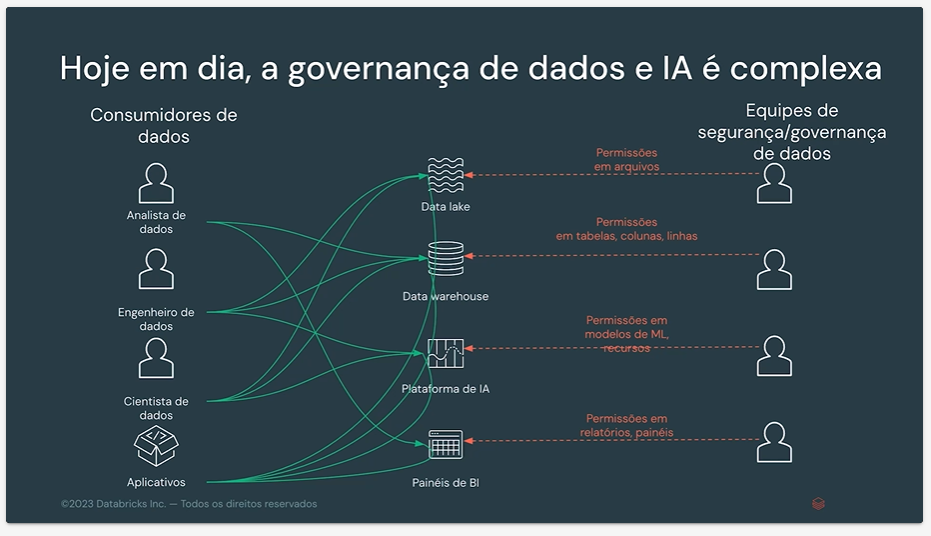 Hoje em dia, a governança de dados e IA é complexa
Consumidores de
dados
Equipes de
segurança/governança
de dados
Analista de
dados
Engenheiro de
dados
Cientista de
dados
Aplicativos
Data lake
Data warehouse
Plataforma de IA
Painéis de BI
Permissões
em arquivos
Permissões
em tabelas, colunas, linhas
Permissões em
modelos de ML,
recursos
Permissões em
relatórios, painéis
©2023 Databricks Inc. — Todos os direitos reservados